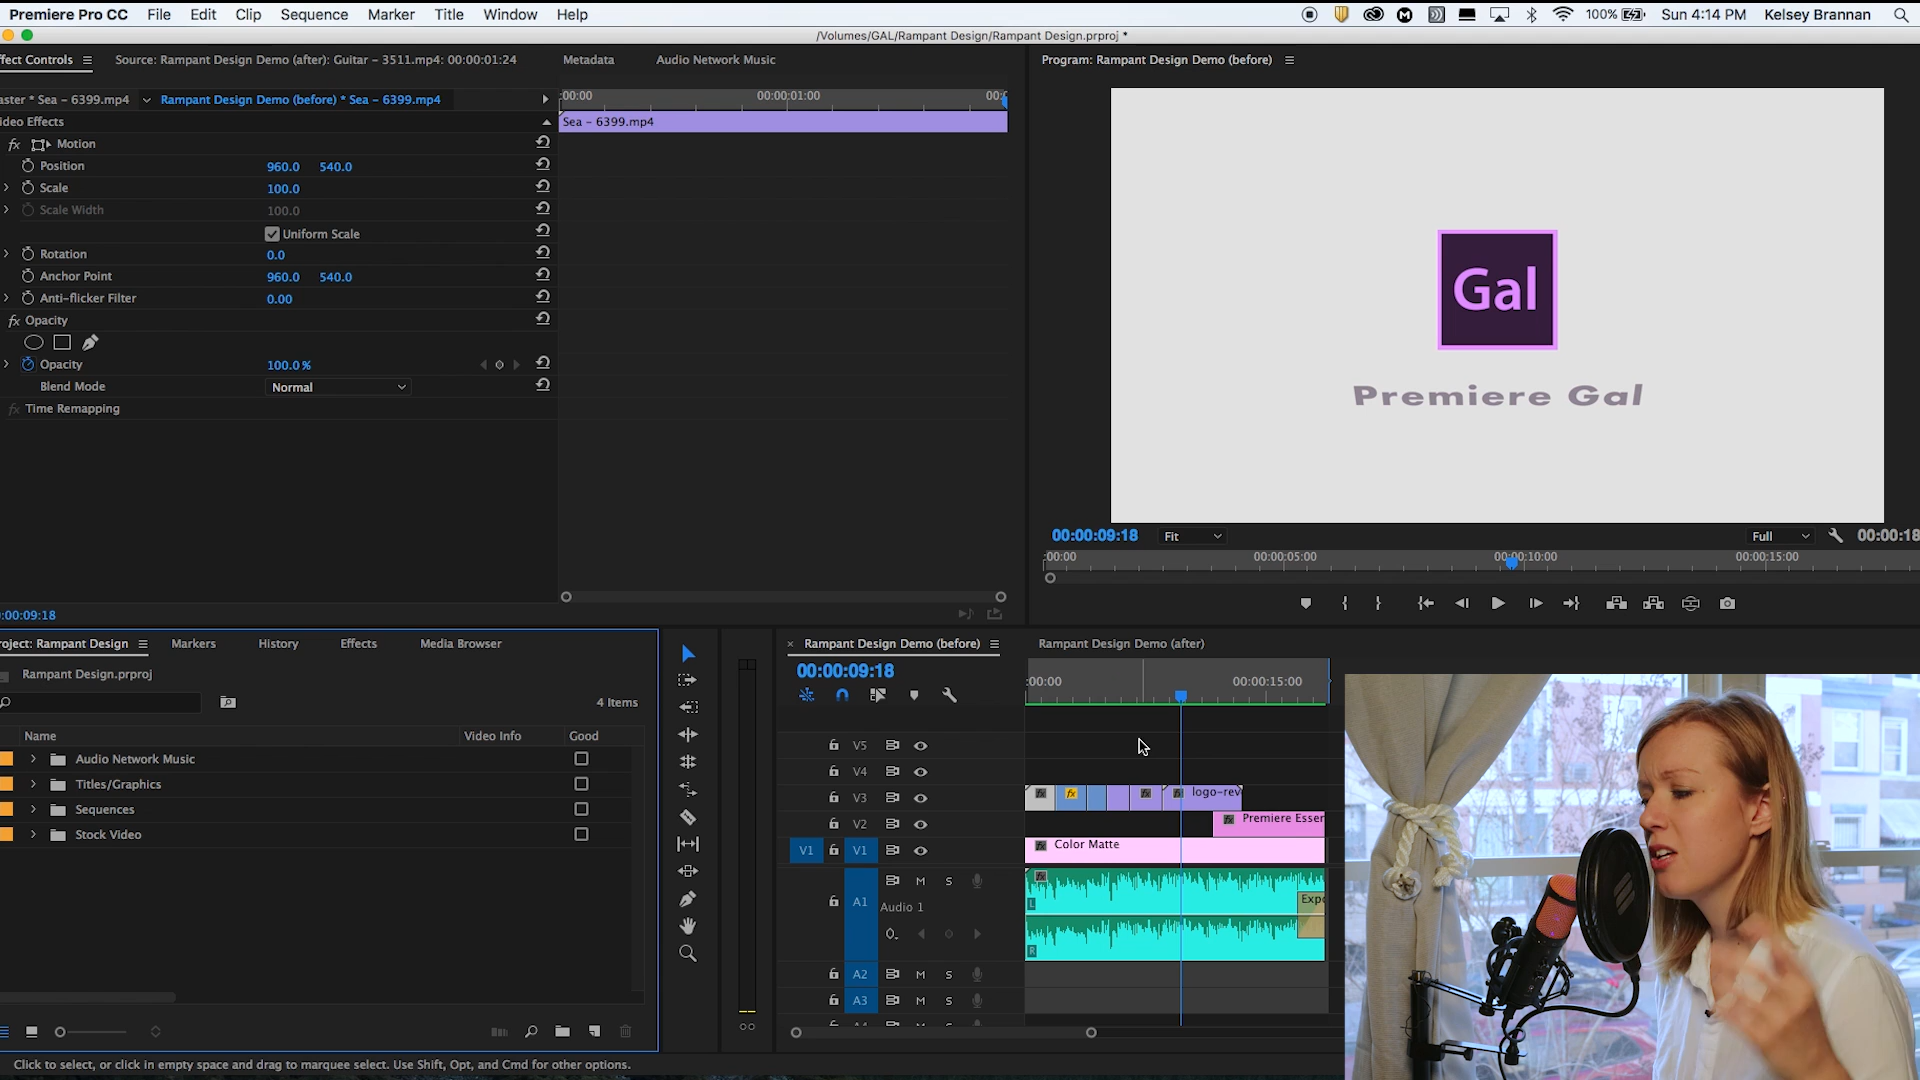 Premiere Pro CC File Edit Clip Sequence Marker Title Window Help 100% Sun 4:14 PM Kelsey Brannan
/Volumes/GAL/Rampant Design/Rampant Design.prproj *
ffect Controls Source: Rampant Design Demo (after): Guitar - 3511.mp4: 00:00:01:24 Metadata Audio Network Music
Program: Rampant Design Demo (before)
aster * Sea - 6399.mp4 Rampant Design Demo (before) * Sea - 6399.mp4
:00:00 00:00:01:00 00:
ideo Effects
Sea - 6399.mp4
fx Motion
Position 960.0 540.0
Scale 100.0
Scale Width 100.0
Uniform Scale
Rotation 0.0
Anchor Point 960.0 540.0
Anti-flicker Filter 0.00
fx Opacity
Opacity 100.0 %
Blend Mode Normal
fx Time Remapping
Gal
Premiere Gal
00:00:09:18 Fit Full 00:00:18
:00:00 00:00:05:00 00:00:10:00 00:00:15:00
:00:09:18
roject: Rampant Design Markers History Effects Media Browser
Rampant Design.prproj
4 Items
Name Video Info Good
Audio Network Music
Titles/Graphics
Sequences
Stock Video
× Rampant Design Demo (before) Rampant Design Demo (after)
00:00:09:18
:00:00 00:00:15:00
V5
V4
V3 fx fx fx fx logo-rev
V2 fx Premiere Esser
V1 V1 fx Color Matte
A1 M S fx
Audio 1 L Expo
R
A2 M S
A3 M S
Click to select, or click in empty space and drag to marquee select. Use Shift, Opt, and Cmd for other options.